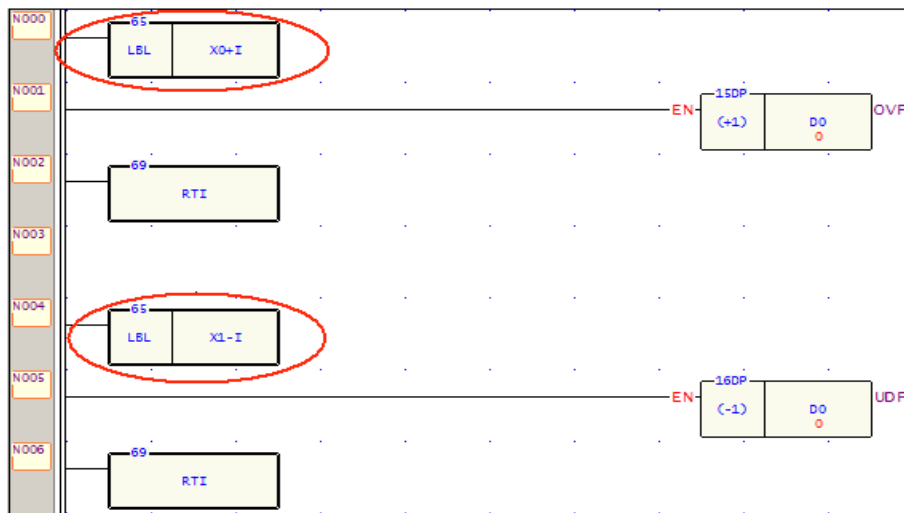 N000
65
LBL X0+I
N001
EN 15DP OVF
(+1) D0
0
N002
69
RTI
N003
N004
65
LBL X1-I
N005
EN 16DP UDF
(-1) D0
0
N006
69
RTI